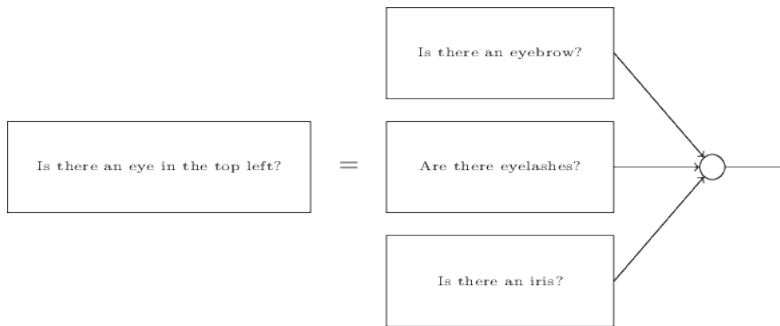 Is there an eyebrow?
Is there an eye in the top left?
=
Are there eyelashes?
Is there an iris?